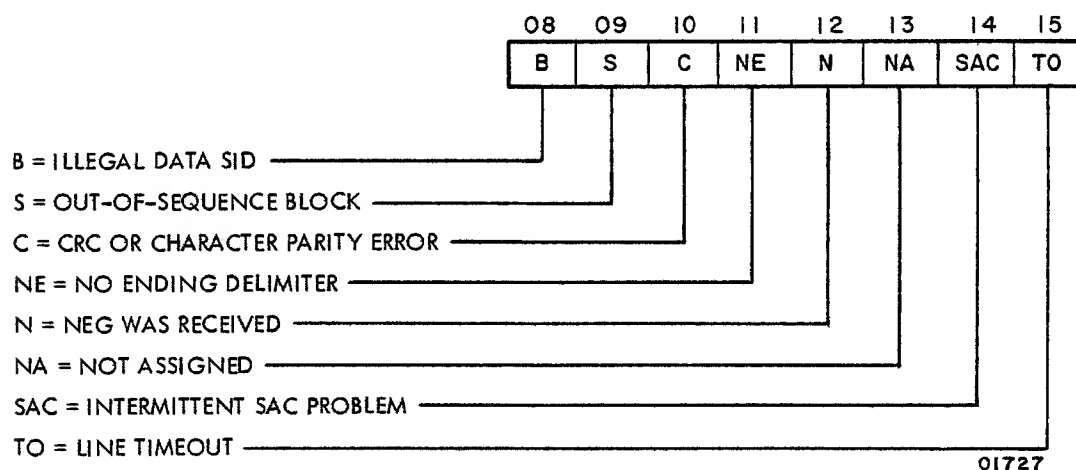 08 09 10 11 12 13 14 15
B S C NE N NA SAC TO
B = ILLEGAL DATA SID
S = OUT-OF-SEQUENCE BLOCK
C = CRC OR CHARACTER PARITY ERROR
NE = NO ENDING DELIMITER
N = NEG WAS RECEIVED
NA = NOT ASSIGNED
SAC = INTERMITTENT SAC PROBLEM
TO = LINE TIMEOUT
01727